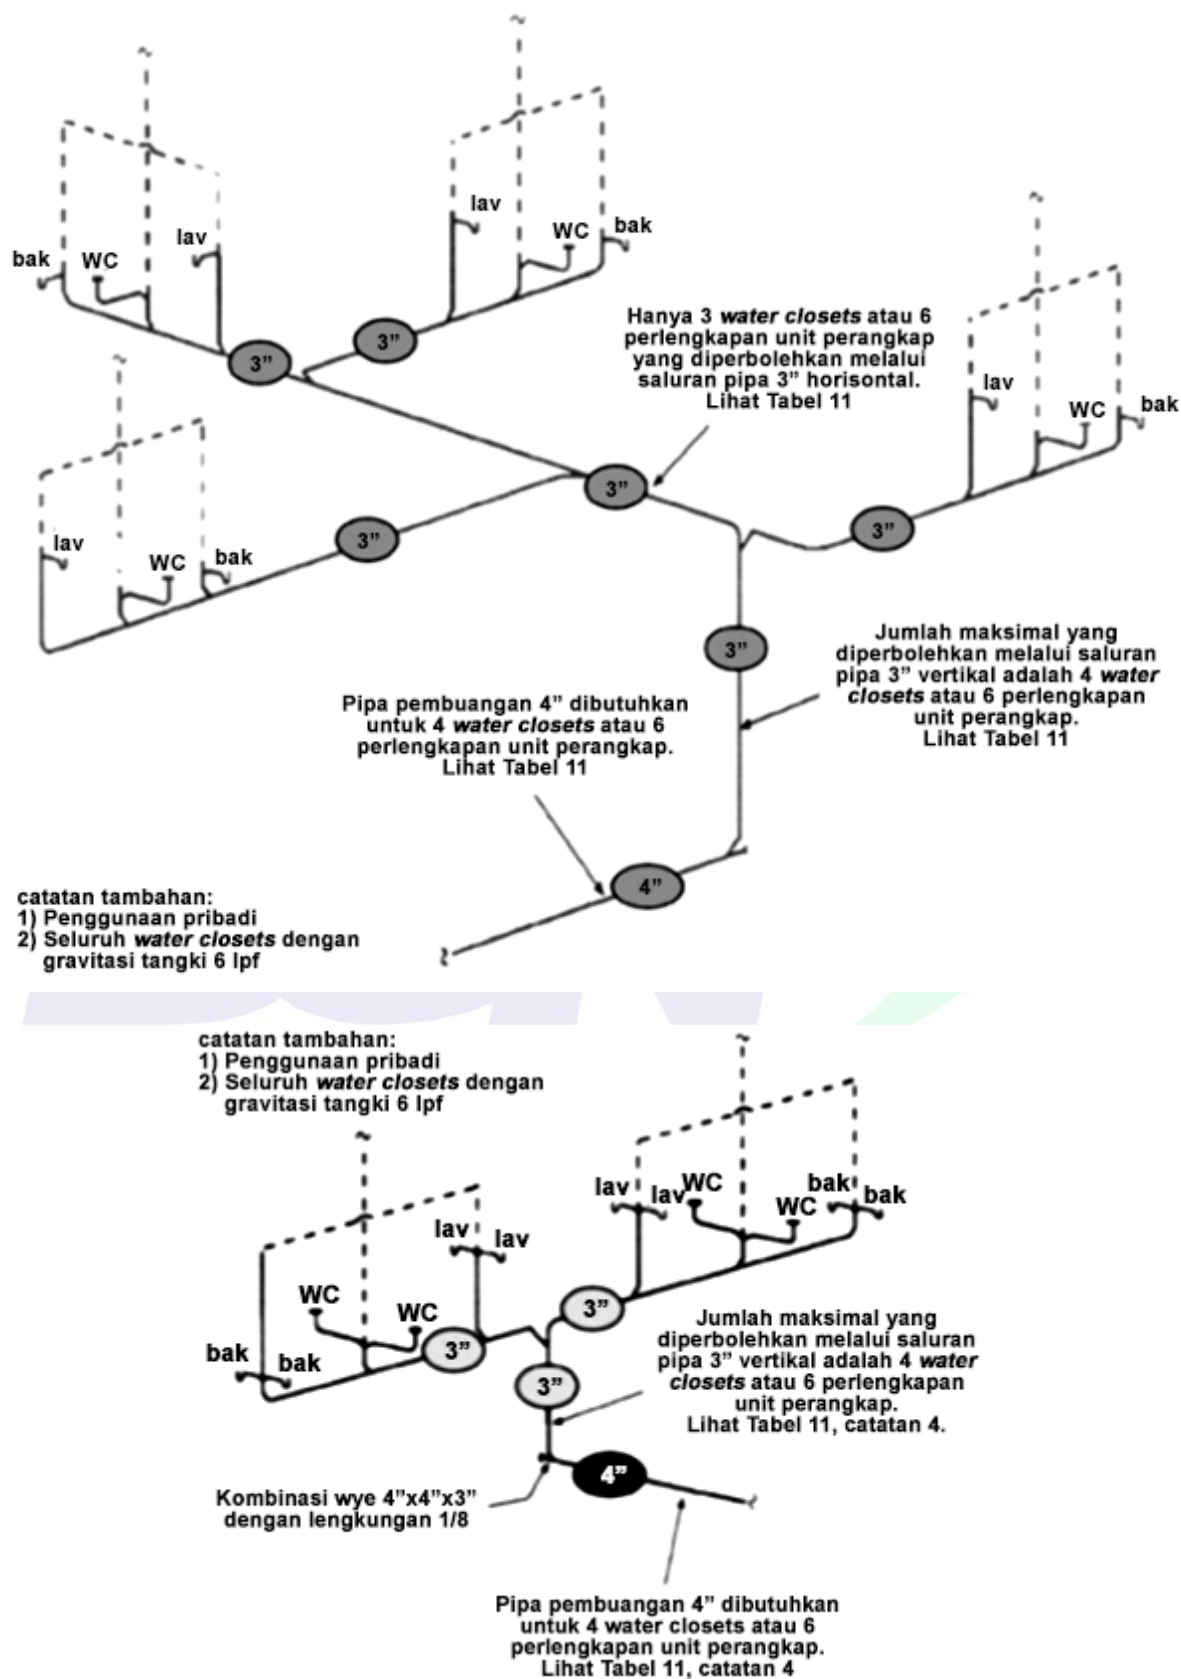 lav
lav
WC
bak
lav
bak
WC
3"
3"
Hanya 3 water closets atau 6
perlengkapan unit perangkap
yang diperbolehkan melalui
saluran pipa 3" horisontal.
Lihat Tabel 11
lav
WC
bak
3"
3"
3"
lav
WC
bak
3"
Jumlah maksimal yang
diperbolehkan melalui saluran
pipa 3" vertikal adalah 4 water
closets atau 6 perlengkapan
unit perangkap.
Lihat Tabel 11
Pipa pembuangan 4" dibutuhkan
untuk 4 water closets atau 6
perlengkapan unit perangkap.
Lihat Tabel 11
4"
catatan tambahan:
1) Penggunaan pribadi
2) Seluruh water closets dengan
gravitasi tangki 6 lpf
catatan tambahan:
1) Penggunaan pribadi
2) Seluruh water closets dengan
gravitasi tangki 6 lpf
lav
lav
WC
WC
bak
bak
lav
lav
WC
WC
bak
bak
3"
3"
3"
Jumlah maksimal yang
diperbolehkan melalui saluran
pipa 3" vertikal adalah 4 water
closets atau 6 perlengkapan
unit perangkap.
Lihat Tabel 11, catatan 4.
4"
Kombinasi wye 4"x4"x3"
dengan lengkungan 1/8
Pipa pembuangan 4" dibutuhkan
untuk 4 water closets atau 6
perlengkapan unit perangkap.
Lihat Tabel 11, catatan 4